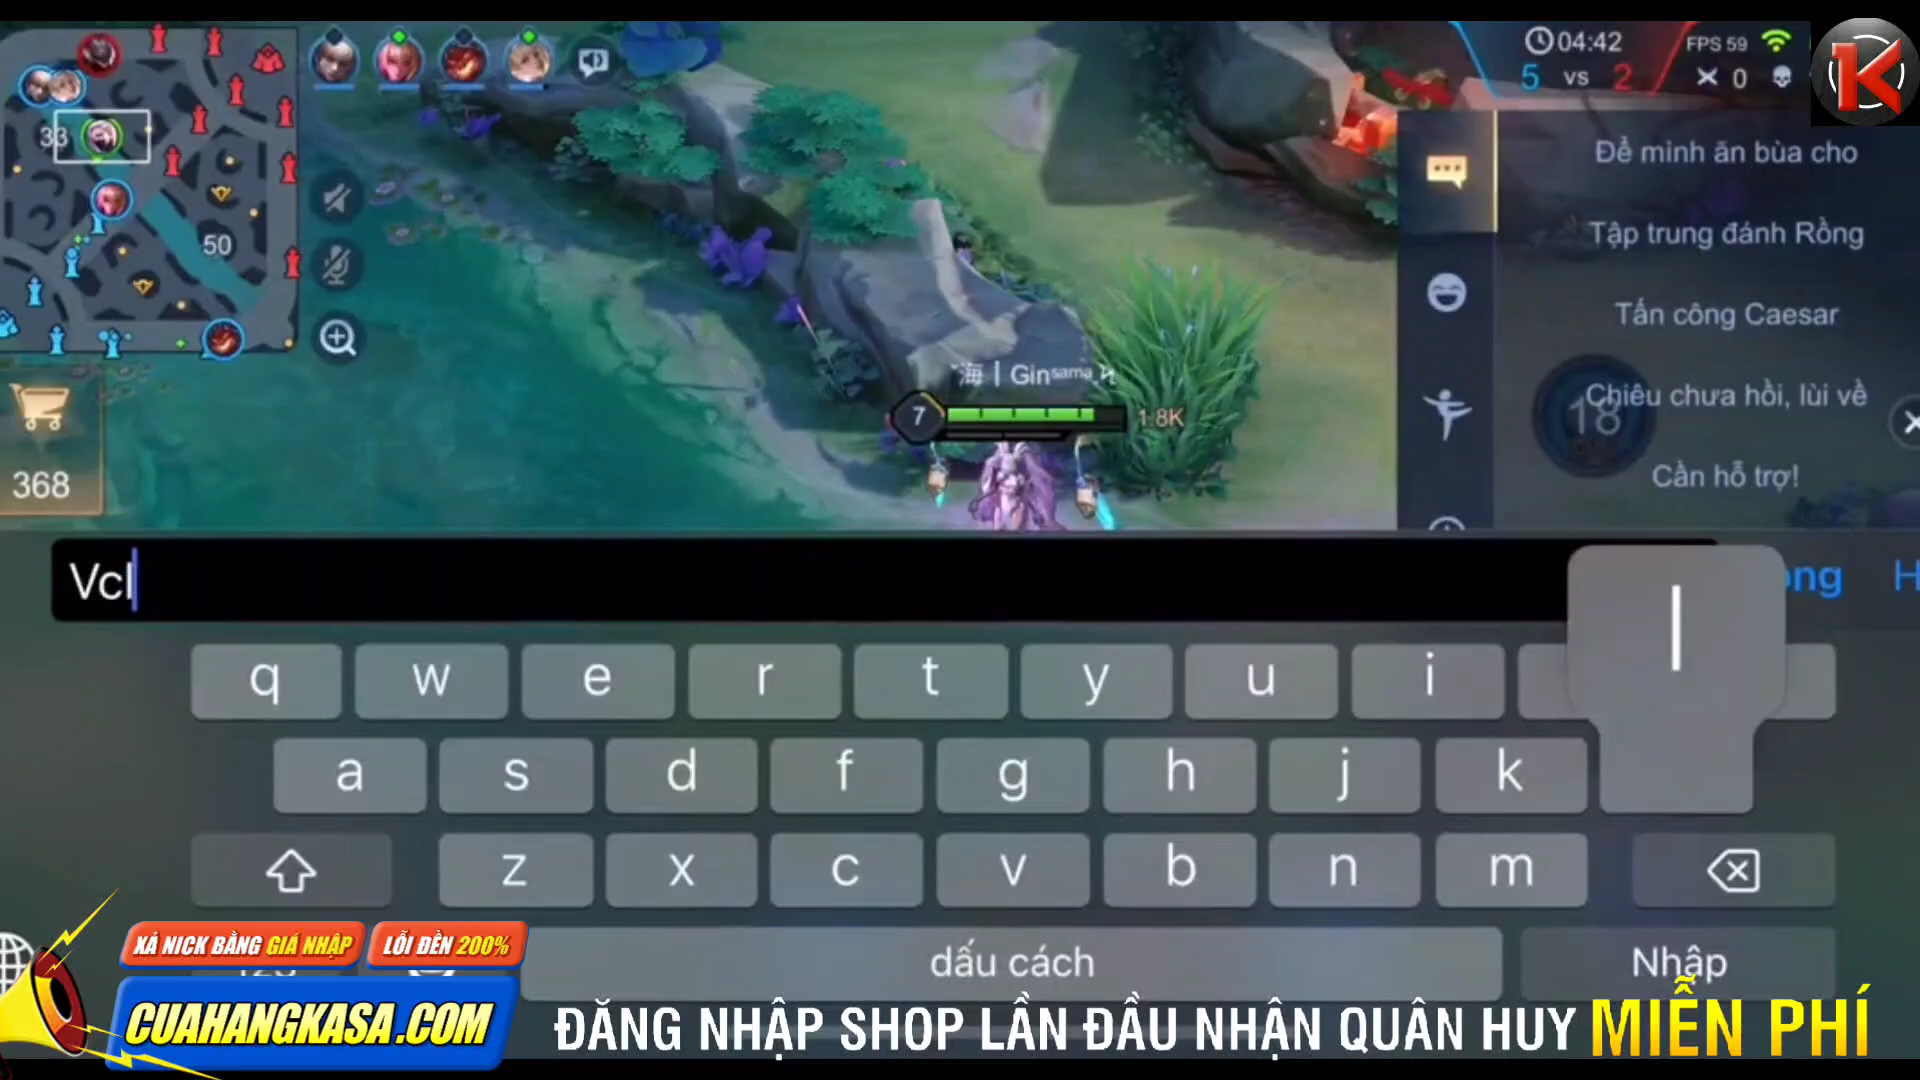 04:42
FPS 59
5 vs 2
0
33
50
368
Để mình ăn bùa cho
Tập trung đánh Rồng
Tấn công Caesar
18
Chiêu chưa hồi, lùi về
Cần hỗ trợ!
海 | Ginˢᵃᵐᵃ
7
1.8K
Vcl
ong
H
l
q w e r t y u i
a s d f g h j k
z x c v b n m
123
dấu cách
Nhập
XẢ NICK BẰNG GIÁ NHẬP
LỖI ĐỀN 200%
CUAHANGKASA.COM
ĐĂNG NHẬP SHOP LẦN ĐẦU NHẬN QUÂN HUY MIỄN PHÍ
K